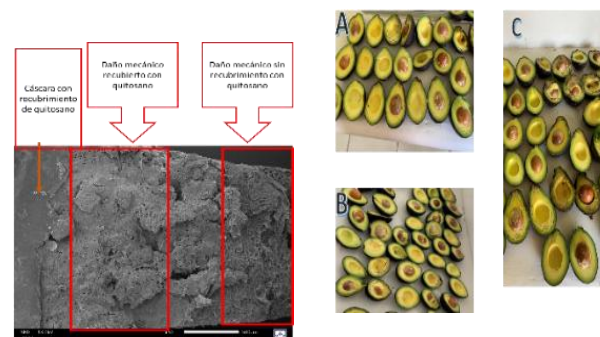 Cáscara con
recubrimiento
de quitosano
Daño mecánico
recubierto con
quitosano
Daño mecánico sin
recubrimiento con
quitosano
A
B
C